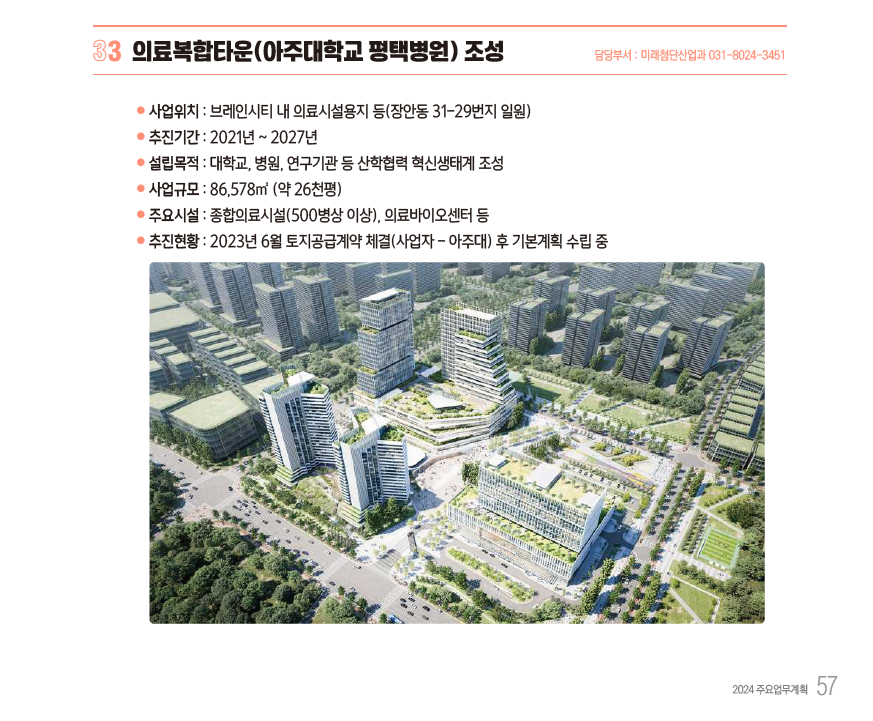 33 의료복합타운(아주대학교 평택병원) 조성
담당부서 : 미래첨단산업과 031-8024-3451
● 사업위치 : 브레인시티 내 의료시설용지 등(장안동 31-29번지 일원)
● 추진기간 : 2021년 ~ 2027년
● 설립목적 : 대학교, 병원, 연구기관 등 산학협력 혁신생태계 조성
● 사업규모 : 86,578㎡ (약 26천평)
● 주요시설 : 종합의료시설(500병상 이상), 의료바이오센터 등
● 추진현황 : 2023년 6월 토지공급계약 체결(사업자 - 아주대) 후 기본계획 수립 중
2024 주요업무계획 57